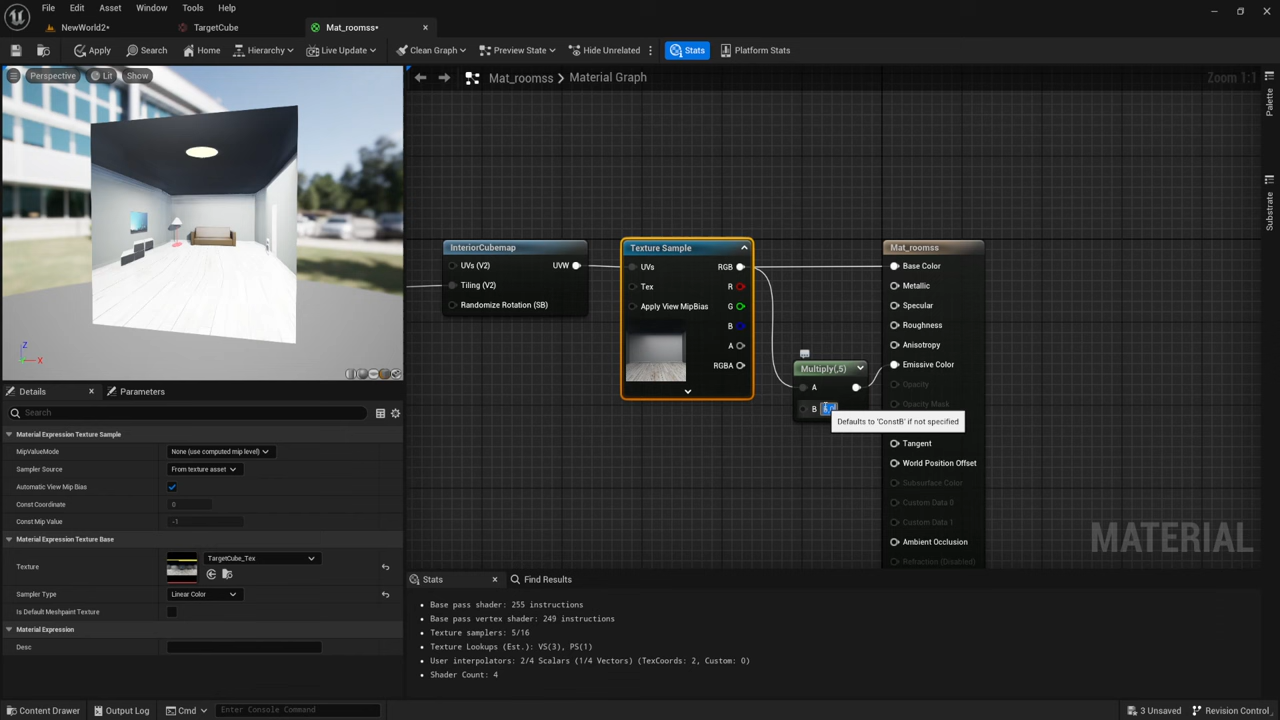 File Edit Asset Window Tools Help
NewWorld2* TargetCube Mat_roomss*
Apply Search Home Hierarchy Live Update Clean Graph Preview State Hide Unrelated Stats Platform Stats
Perspective Lit Show
Mat_roomss > Material Graph
Zoom 1:1
Palette
Substrate
InteriorCubemap
UVs (V2) UVW
Tiling (V2)
Randomize Rotation (SB)
Texture Sample
UVs RGB
Tex R
Apply View MipBias G
B
A
RGBA
Multiply(,5)
A
B
Defaults to 'ConstB' if not specified
Mat_roomss
Base Color
Metallic
Specular
Roughness
Anisotropy
Emissive Color
Opacity
Opacity Mask
Tangent
World Position Offset
Subsurface Color
Custom Data 0
Custom Data 1
Ambient Occlusion
Refraction (Disabled)
MATERIAL
Z
X
Details Parameters
Search
Material Expression Texture Sample
MipValueMode None (use computed mip level)
Sampler Source From texture asset
Automatic View Mip Bias
Const Coordinate 0
Const Mip Value -1
Material Expression Texture Base
Texture TargetCube_Tex
Sampler Type Linear Color
Is Default Meshpaint Texture
Material Expression
Desc
Stats Find Results
Base pass shader: 255 instructions
Base pass vertex shader: 249 instructions
Texture samplers: 5/16
Texture Lookups (Est.): VS(3), PS(1)
User interpolators: 2/4 Scalars (1/4 Vectors) (TexCoords: 2, Custom: 0)
Shader Count: 4
Content Drawer Output Log Cmd Enter Console Command 3 Unsaved Revision Control